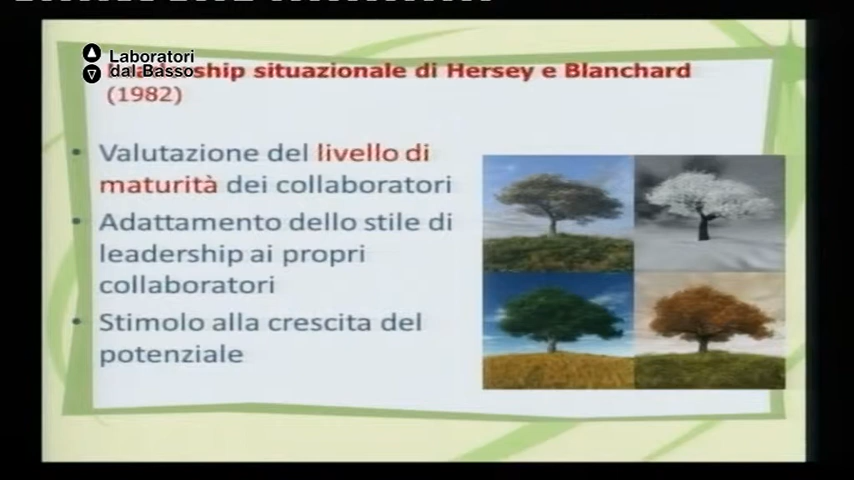 Laboratori
dal Basso
ship situazionale di Hersey e Blanchard
(1982)
• Valutazione del livello di
maturità dei collaboratori
• Adattamento dello stile di
leadership ai propri
collaboratori
• Stimolo alla crescita del
potenziale